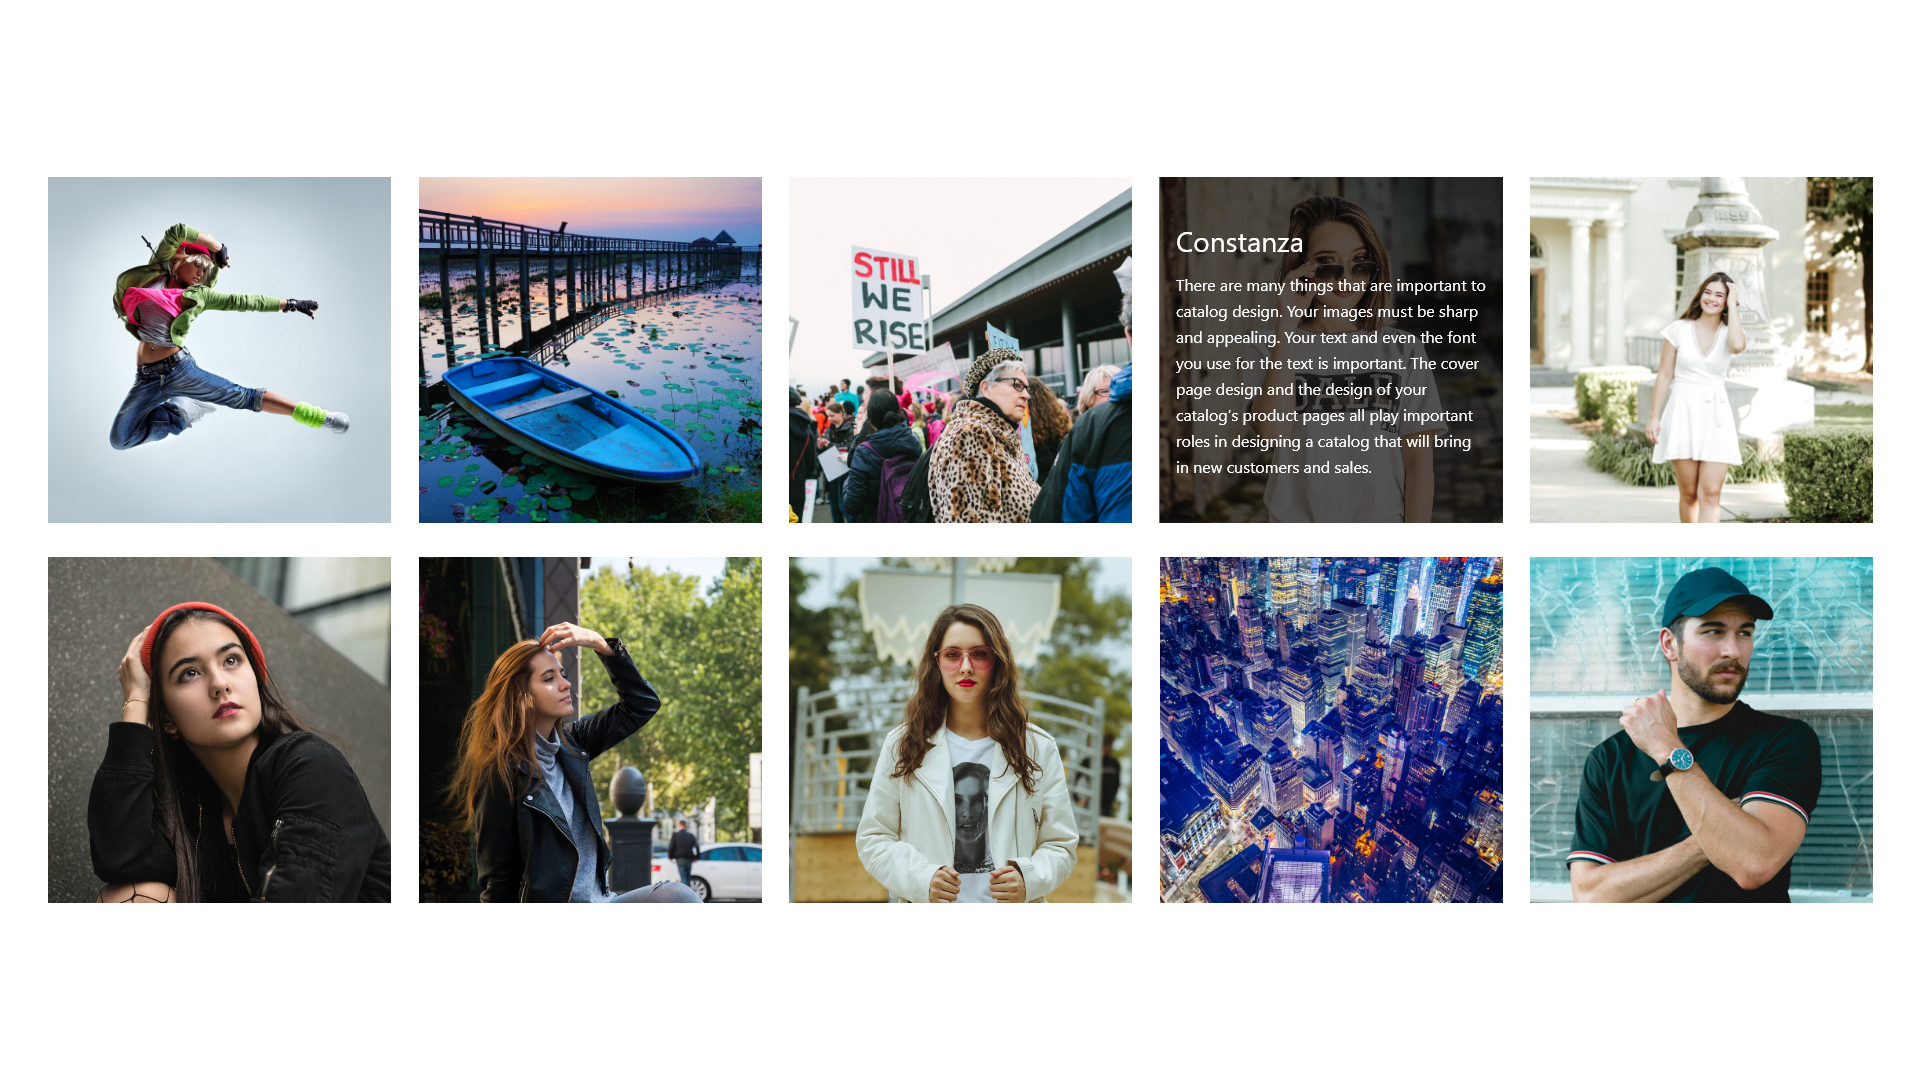 STILL
WE
RISE
Constanza
There are many things that are important to
catalog design. Your images must be sharp
and appealing. Your text and even the font
you use for the text is important. The cover
page design and the design of your
catalog’s product pages all play important
roles in designing a catalog that will bring
in new customers and sales.
1899